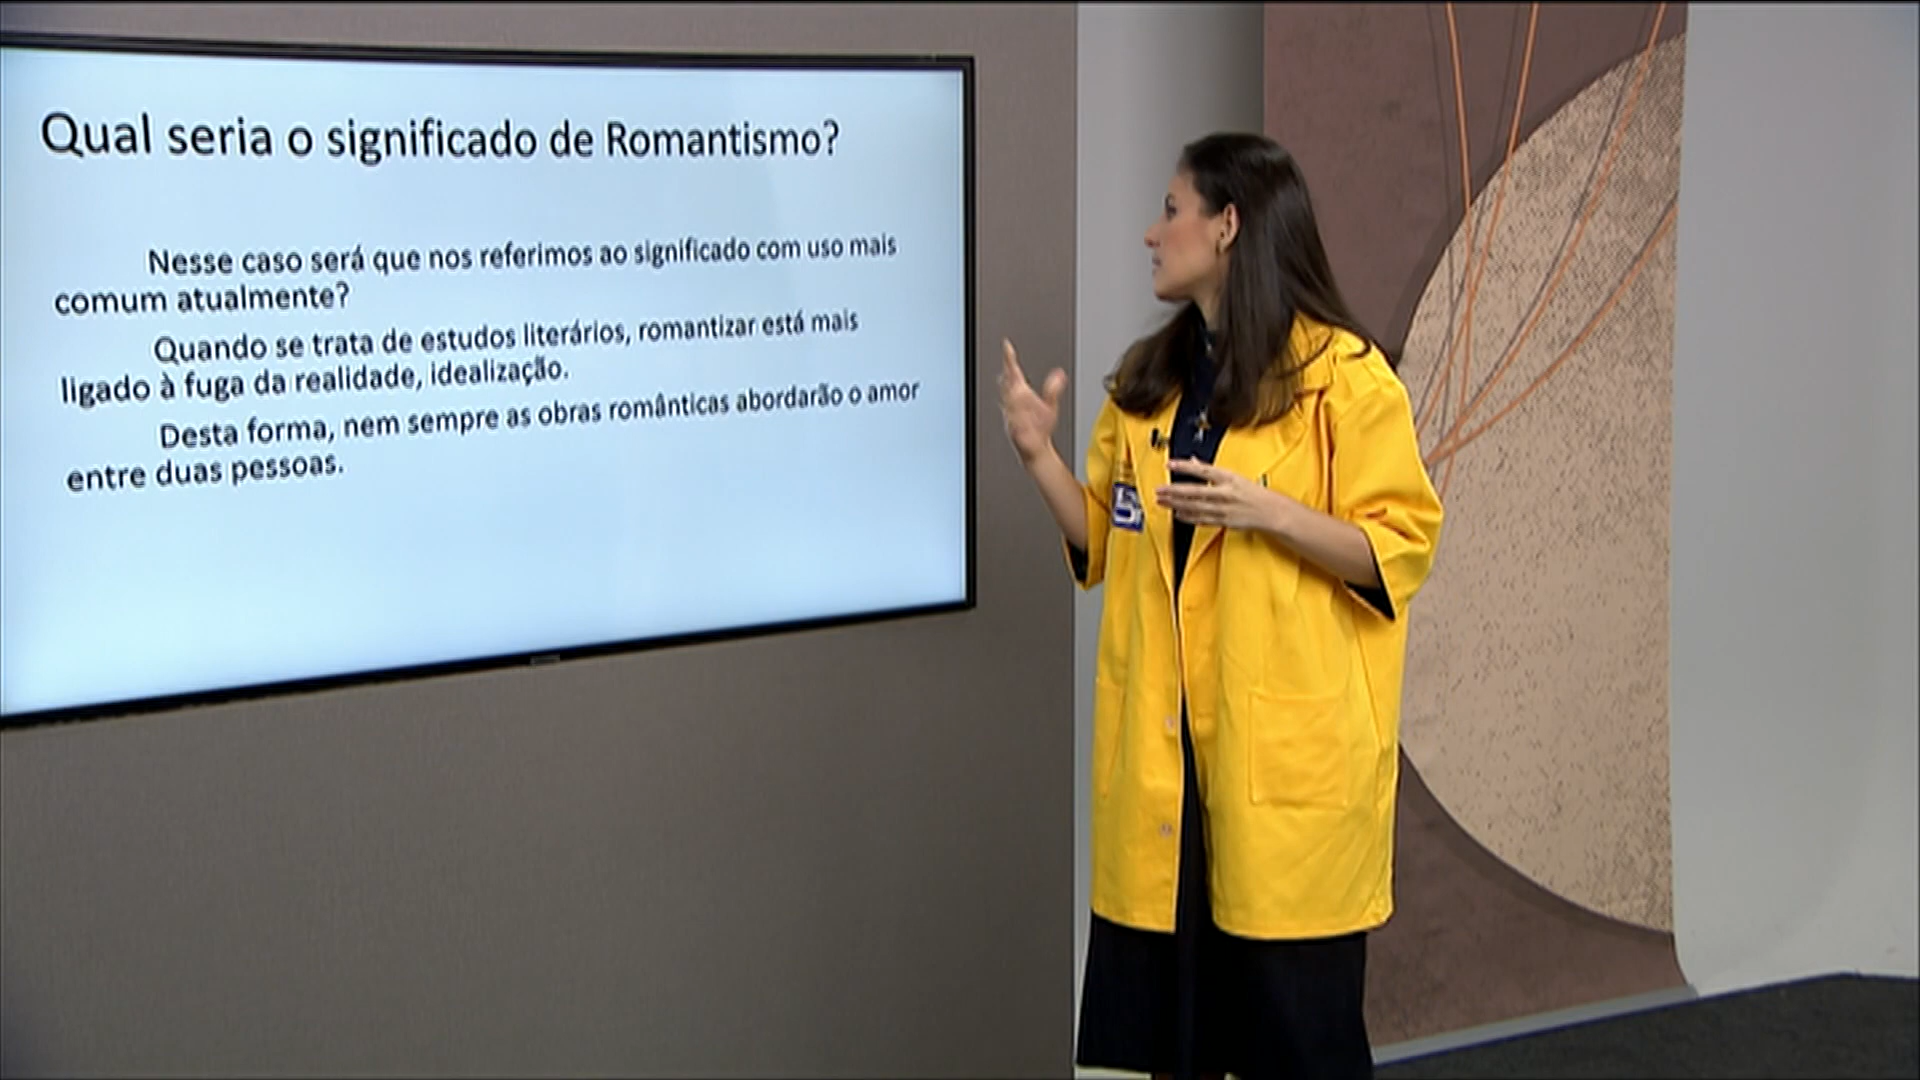 Qual seria o significado de Romantismo?
Nesse caso será que nos referimos ao significado com uso mais
comum atualmente?
Quando se trata de estudos literários, romantizar está mais
ligado à fuga da realidade, idealização.
Desta forma, nem sempre as obras românticas abordarão o amor
entre duas pessoas.